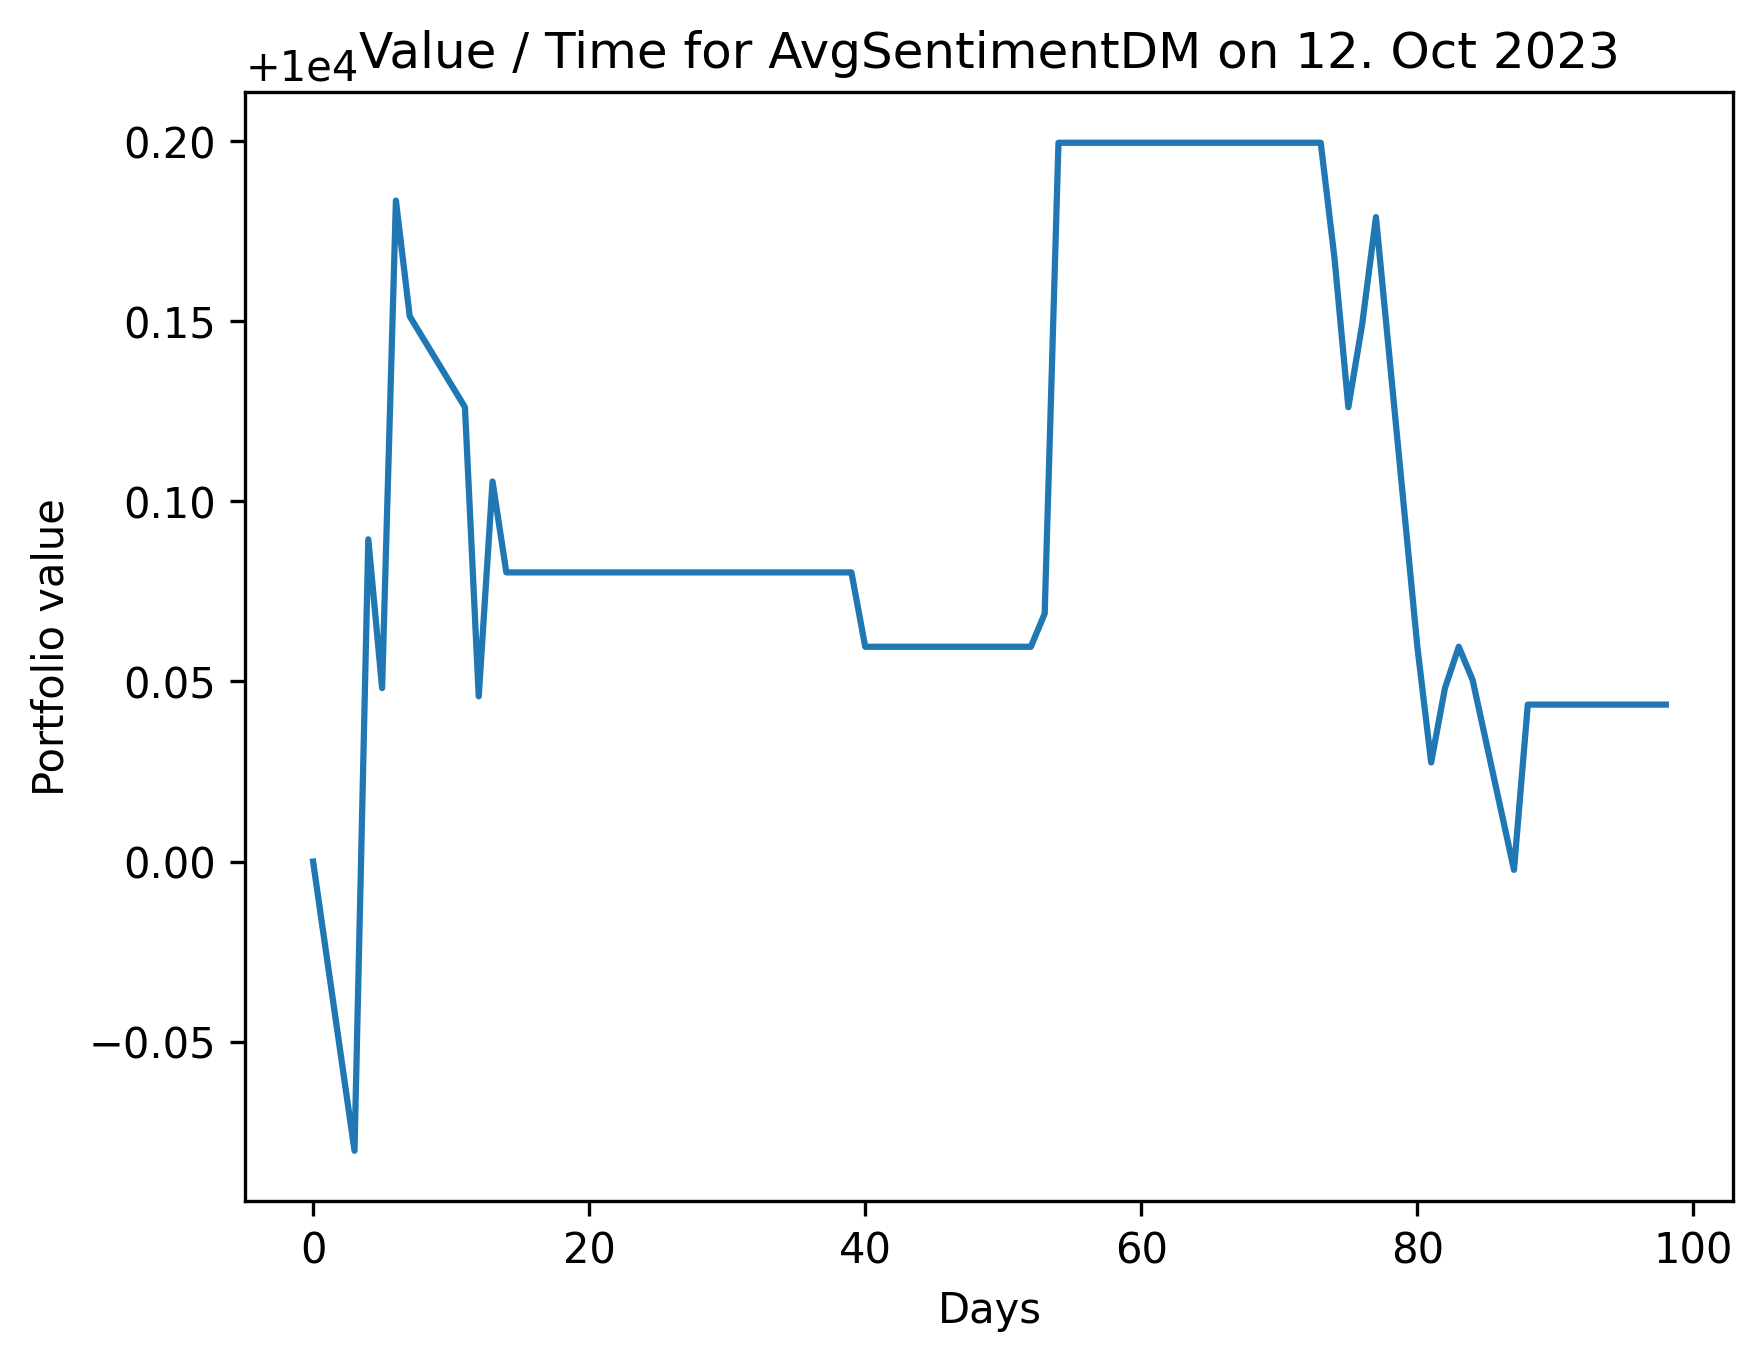 Value / Time for AvgSentimentDM on 12. Oct 2023
+1e4
0.20
0.15
0.10
0.05
0.00
−0.05
Portfolio value
0 20 40 60 80 100
Days